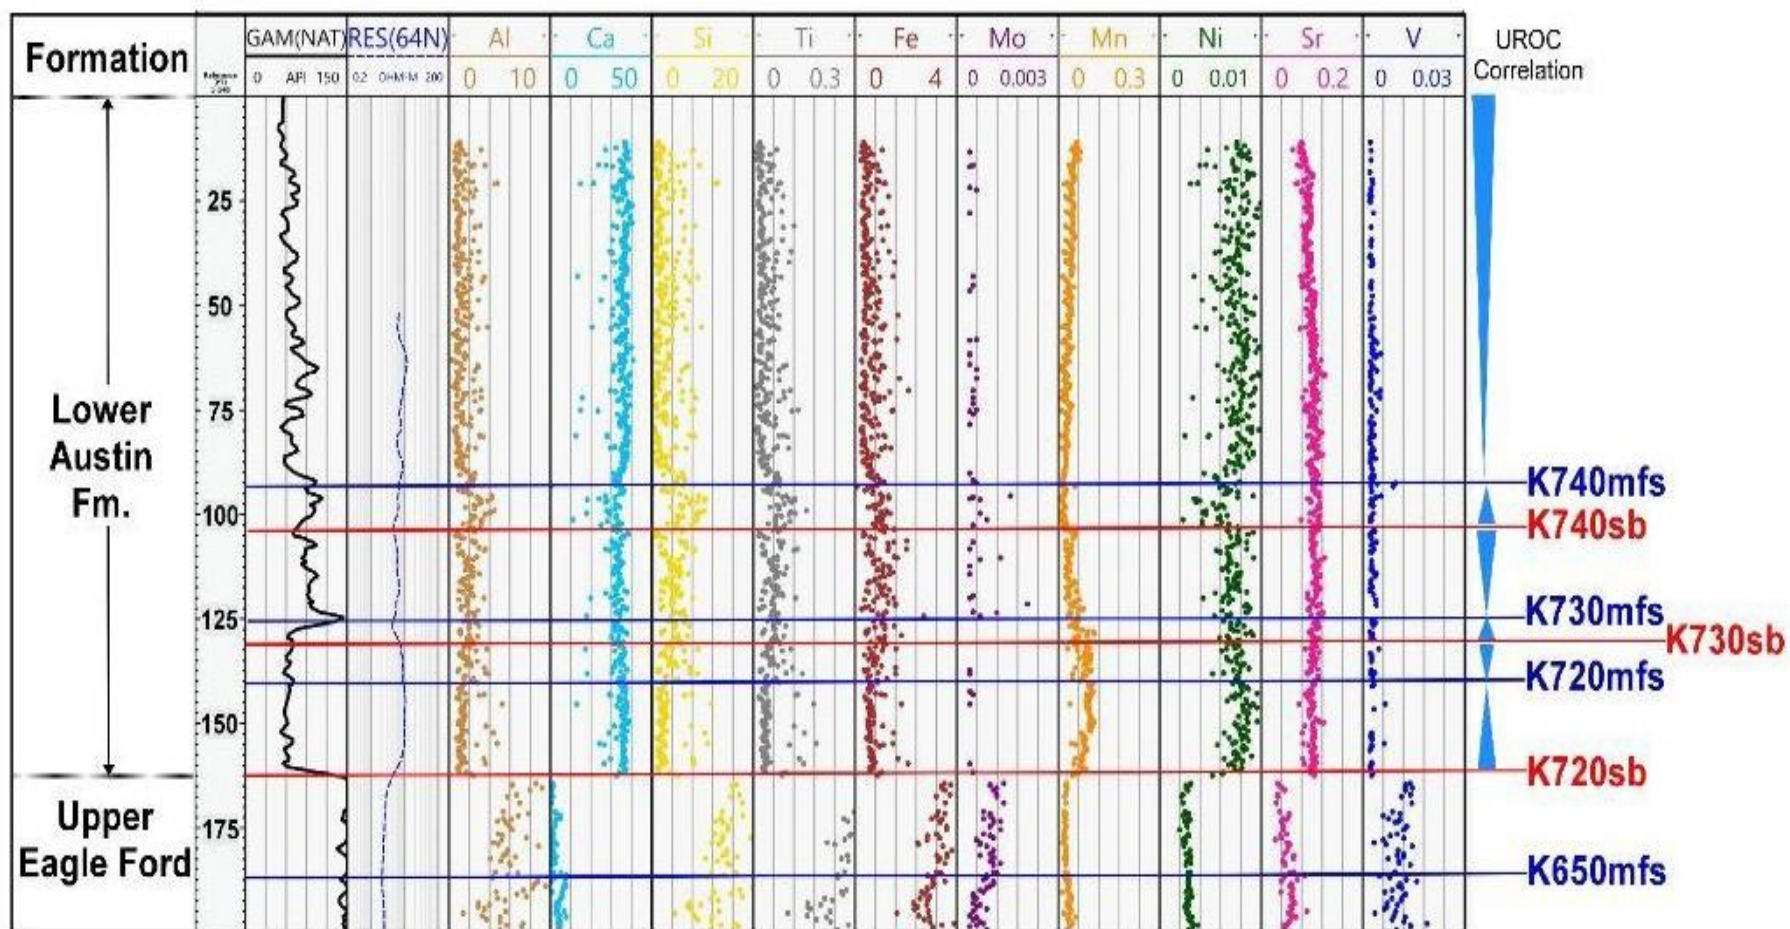 Formation
GAM(NAT) RES(64N) Al Ca Si Ti Fe Mo Mn Ni Sr V
0 API 150 0.2 OHM-M 200 0 10 0 50 0 20 0 0.3 0 4 0 0.003 0 0.3 0 0.01 0 0.2 0 0.03
UROC
Correlation
25
50
Lower
Austin
Fm.
75
100
125
150
175
K740mfs
K740sb
K730mfs
K730sb
K720mfs
K720sb
Upper
Eagle Ford
K650mfs